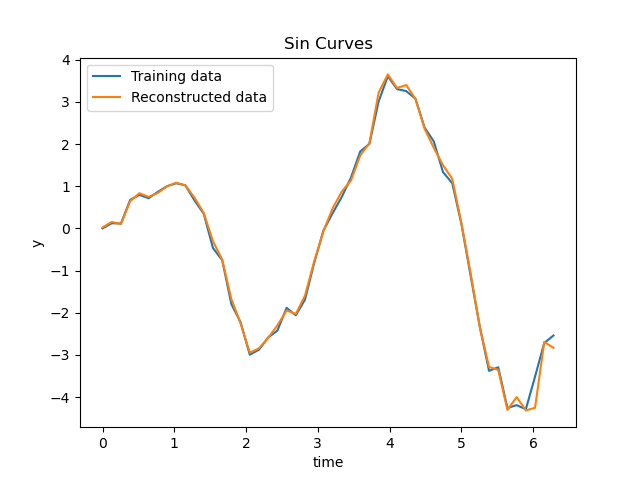 Sin Curves
Training data
Reconstructed data
4
3
2
1
0
−1
−2
−3
−4
y
0 1 2 3 4 5 6
time